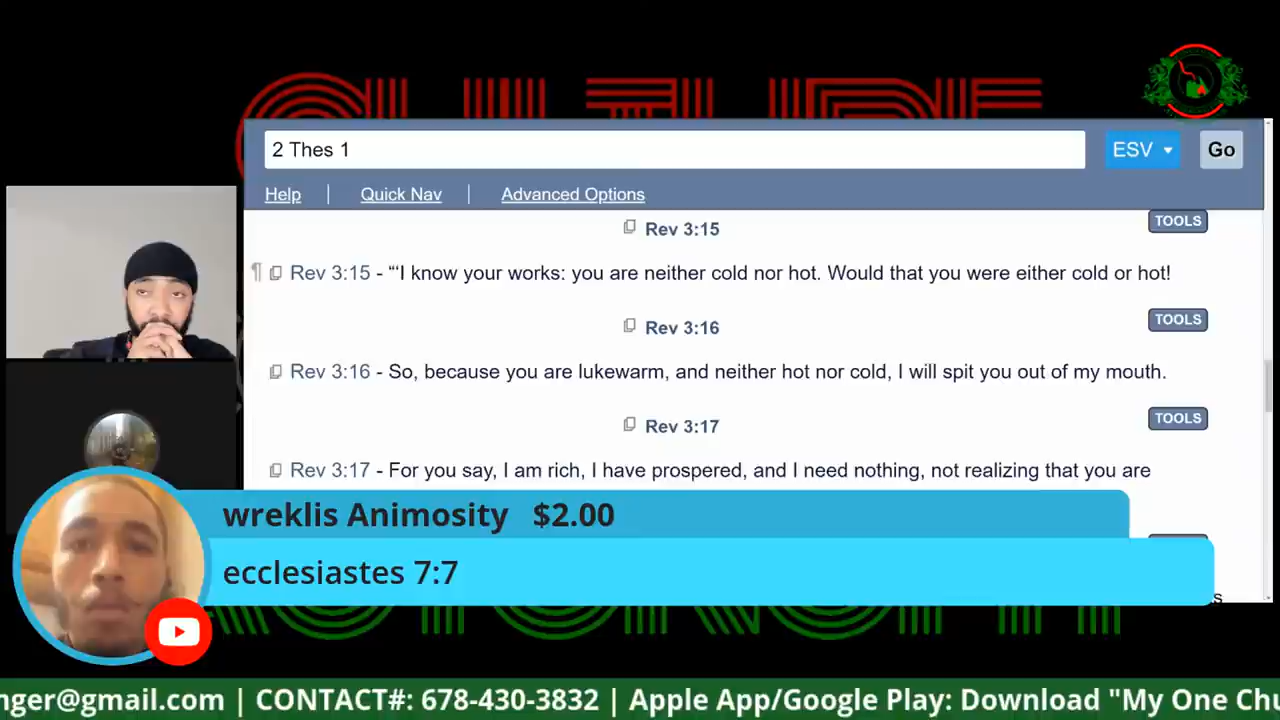 2 Thes 1
ESV
Go
Help | Quick Nav | Advanced Options
Rev 3:15
TOOLS
¶ Rev 3:15 - “‘I know your works: you are neither cold nor hot. Would that you were either cold or hot!
Rev 3:16
TOOLS
Rev 3:16 - So, because you are lukewarm, and neither hot nor cold, I will spit you out of my mouth.
Rev 3:17
TOOLS
Rev 3:17 - For you say, I am rich, I have prospered, and I need nothing, not realizing that you are
wreklis Animosity $2.00
ecclesiastes 7:7
nger@gmail.com | CONTACT#: 678-430-3832 | Apple App/Google Play: Download "My One Chu